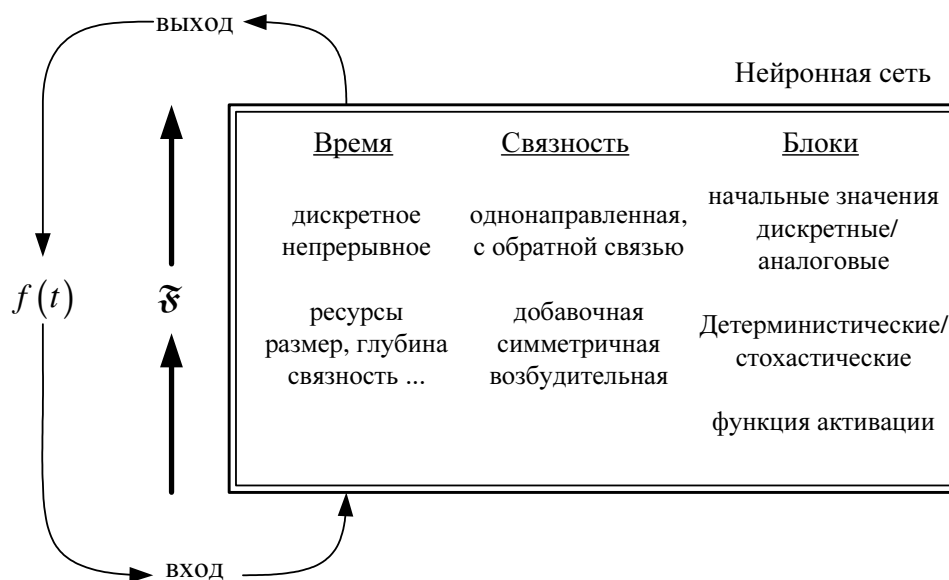 выход
Нейронная сеть
Время
дискретное
непрерывное
ресурсы
размер, глубина
связность ...
Связность
однонаправленная,
с обратной связью
добавочная
симметричная
возбудительная
Блоки
начальные значения
дискретные/
аналоговые
Детерминистические/
стохастические
функция активации
f(t)
𝕱
вход